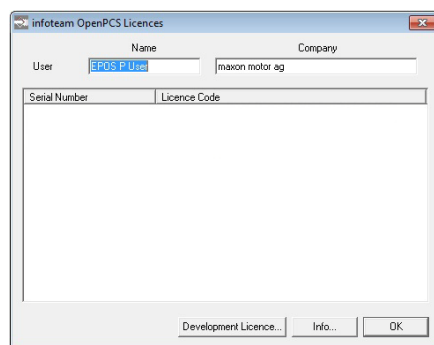 infoteam OpenPCS Licences
Name Company
User EPOS P User maxon motor ag
Serial Number Licence Code
Development Licence... Info... OK